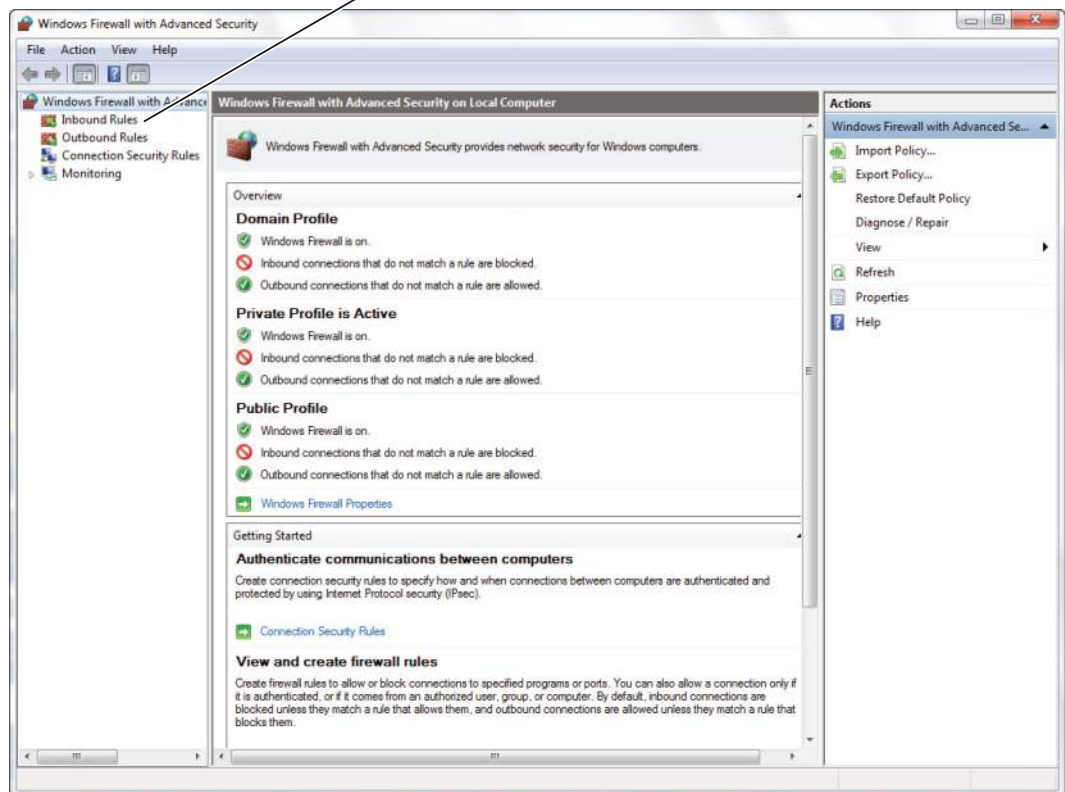 Windows Firewall with Advanced Security
File Action View Help
Windows Firewall with Advance
Inbound Rules
Outbound Rules
Connection Security Rules
Monitoring
Windows Firewall with Advanced Security on Local Computer
Windows Firewall with Advanced Security provides network security for Windows computers.
Overview
Domain Profile
Windows Firewall is on.
Inbound connections that do not match a rule are blocked.
Outbound connections that do not match a rule are allowed.
Private Profile is Active
Windows Firewall is on.
Inbound connections that do not match a rule are blocked.
Outbound connections that do not match a rule are allowed.
Public Profile
Windows Firewall is on.
Inbound connections that do not match a rule are blocked.
Outbound connections that do not match a rule are allowed.
Windows Firewall Properties
Getting Started
Authenticate communications between computers
Create connection security rules to specify how and when connections between computers are authenticated and
protected by using Internet Protocol security (IPsec).
Connection Security Rules
View and create firewall rules
Create firewall rules to allow or block connections to specified programs or ports. You can also allow a connection only if
it is authenticated, or if it comes from an authorized user, group, or computer. By default, inbound connections are
blocked unless they match a rule that allows them, and outbound connections are allowed unless they match a rule that
blocks them.
Actions
Windows Firewall with Advanced Se...
Import Policy...
Export Policy...
Restore Default Policy
Diagnose / Repair
View
Refresh
Properties
Help